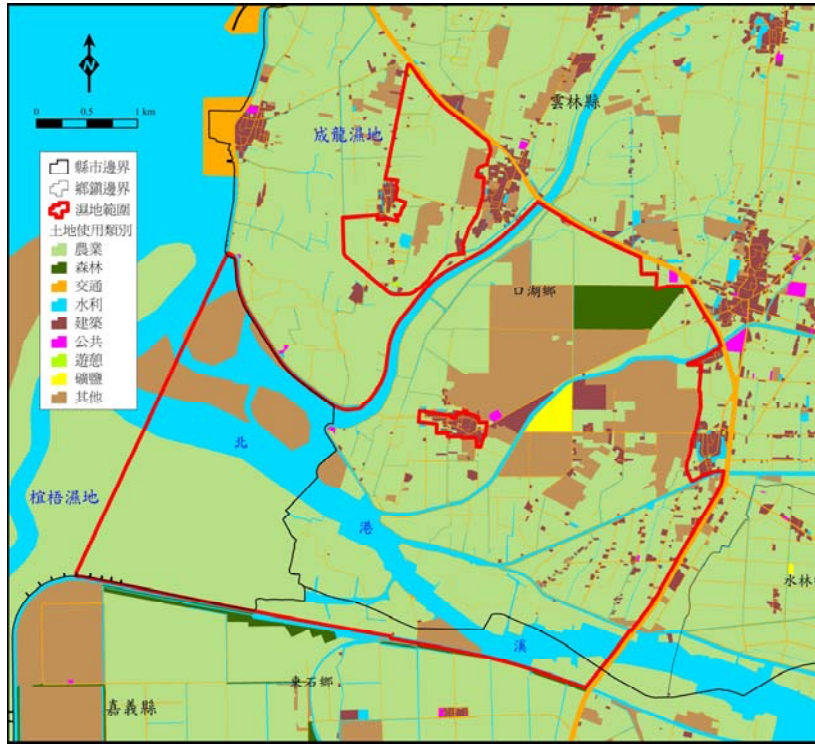 N
0 0.5 1 km
縣市邊界
鄉鎮邊界
濕地範圍
土地使用類別
農業
森林
交通
水利
建築
公共
遊憩
礦鹽
其他
成龍濕地
雲林縣
口湖鄉
北
港
溪
椬梧濕地
水林
東石鄉
嘉義縣